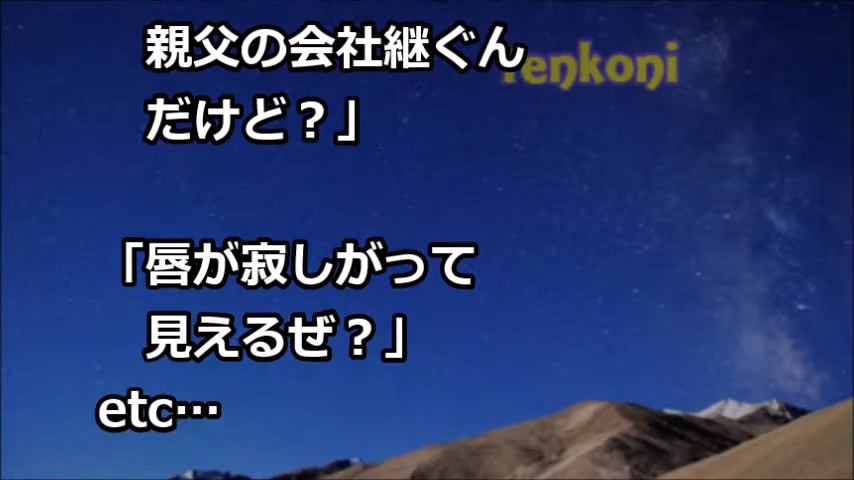 親父の会社継ぐん
だけど？」
「唇が寂しがって
見えるぜ？」
etc…